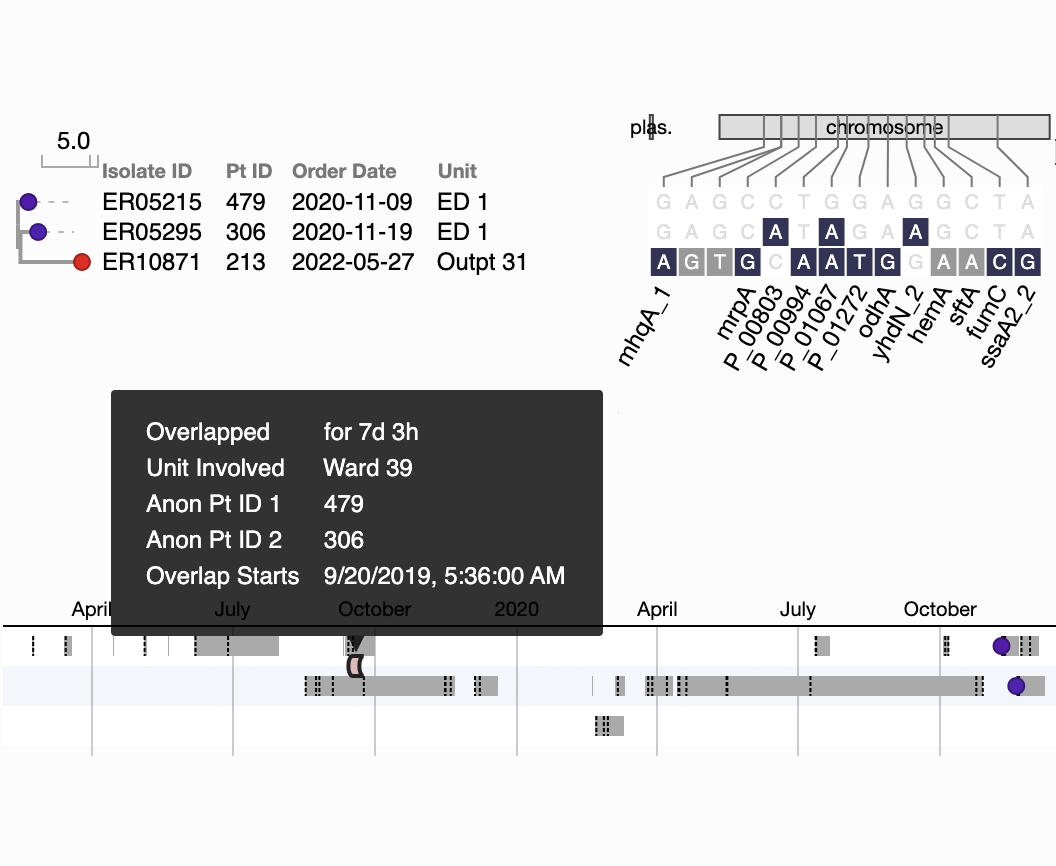 plas.
chromosome
5.0
Isolate ID Pt ID Order Date Unit
ER05215 479 2020-11-09 ED 1
G A G C C T G G A G G C T A
ER05295 306 2020-11-19 ED 1
G A G C A T A G A A G C T A
ER10871 213 2022-05-27 Outpt 31
A G T G C A A T G G A A C G
mhqA_1
mrpA
P_00803
P_00994
P_01067
P_01272
odhA
yhdN_2
hemA
sftA
fumC
ssaA2_2
Overlapped for 7d 3h
Unit Involved Ward 39
Anon Pt ID 1 479
Anon Pt ID 2 306
Overlap Starts 9/20/2019, 5:36:00 AM
April July October 2020 April July October